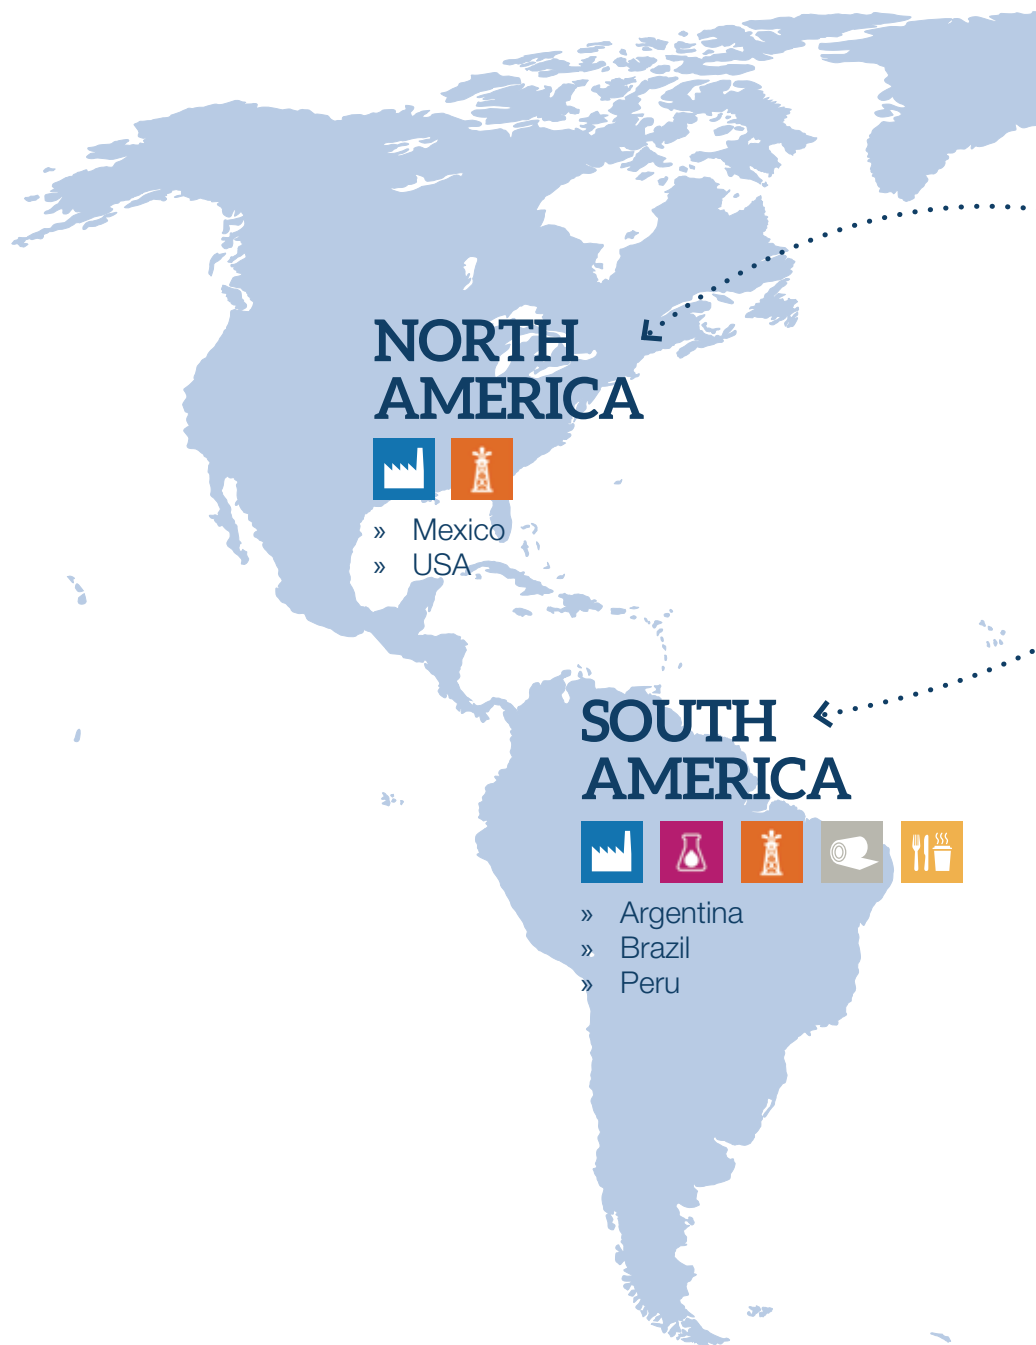 NORTH
AMERICA
» Mexico
» USA
SOUTH
AMERICA
» Argentina
» Brazil
» Peru